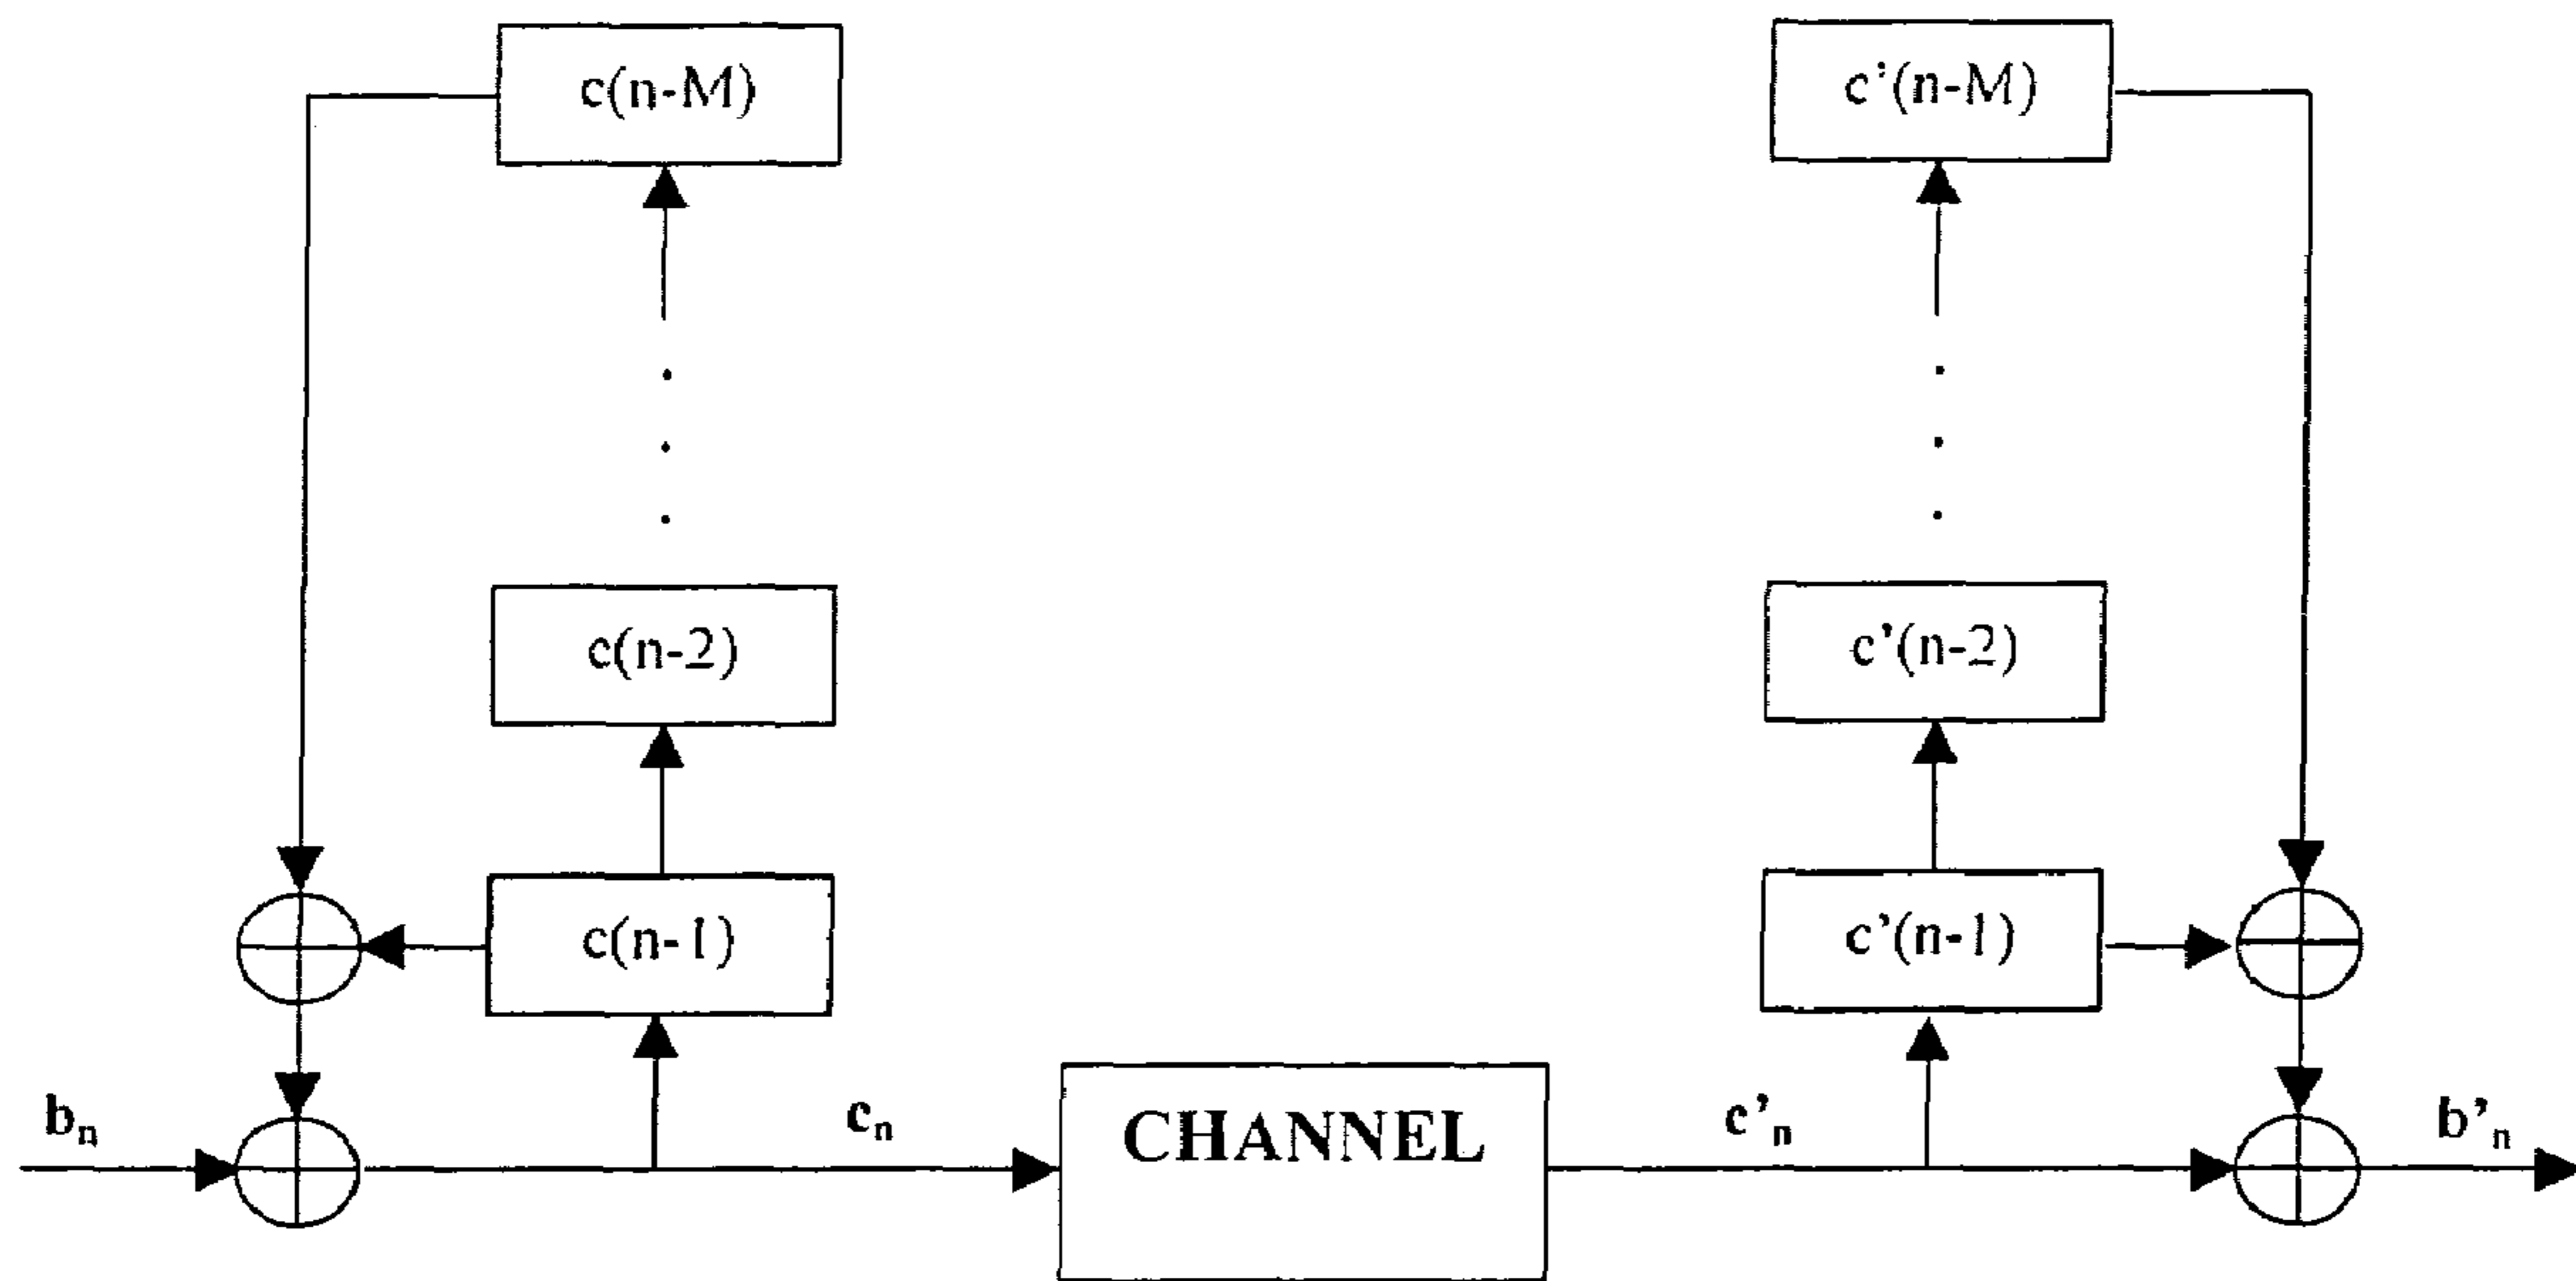 c(n-M)
c'(n-M)
c(n-2)
c'(n-2)
c(n-1)
c'(n-1)
bₙ
cₙ
CHANNEL
c'ₙ
b'ₙ